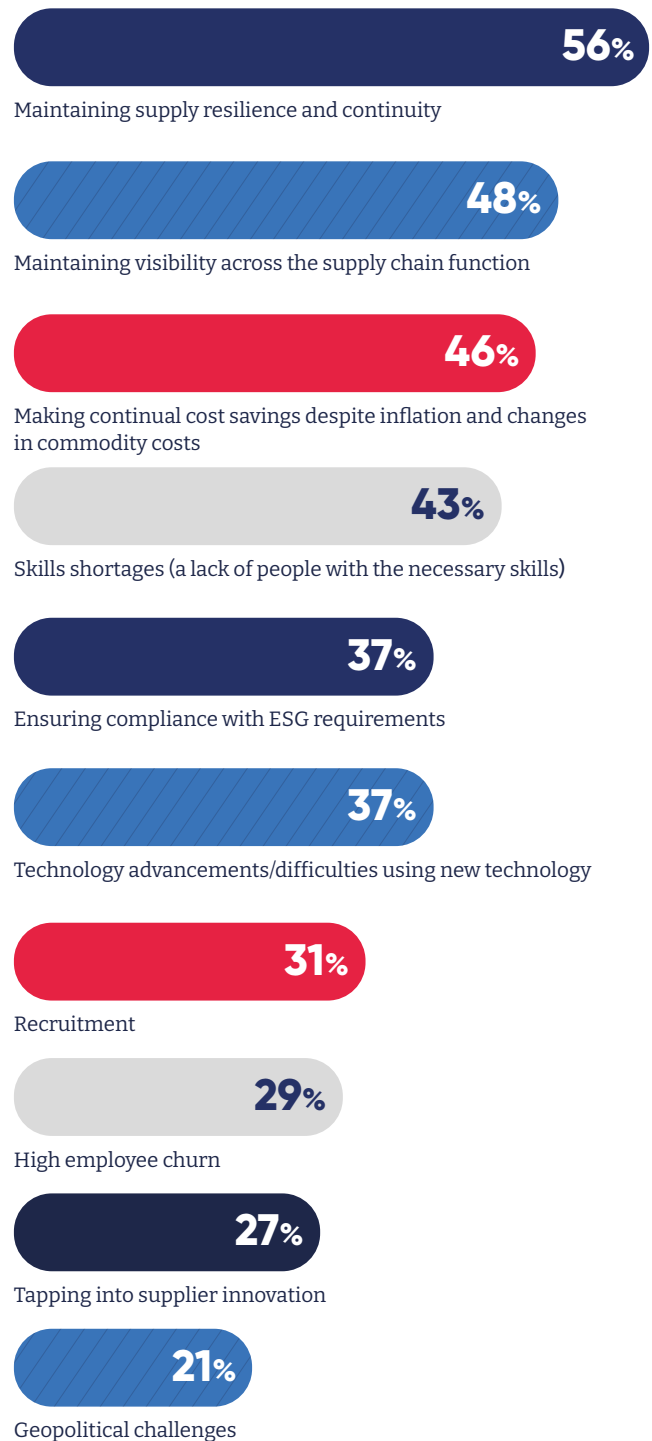 56%
Maintaining supply resilience and continuity
48%
Maintaining visibility across the supply chain function
46%
Making continual cost savings despite inflation and changes
in commodity costs
43%
Skills shortages (a lack of people with the necessary skills)
37%
Ensuring compliance with ESG requirements
37%
Technology advancements/difficulties using new technology
31%
Recruitment
29%
High employee churn
27%
Tapping into supplier innovation
21%
Geopolitical challenges